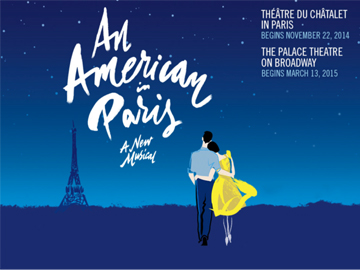 An
American
in
Paris
A New
Musical
THÉÂTRE DU CHÂTALET
IN PARIS
BEGINS NOVEMBER 22, 2014
THE PALACE THEATRE
ON BROADWAY
BEGINS MARCH 13, 2015